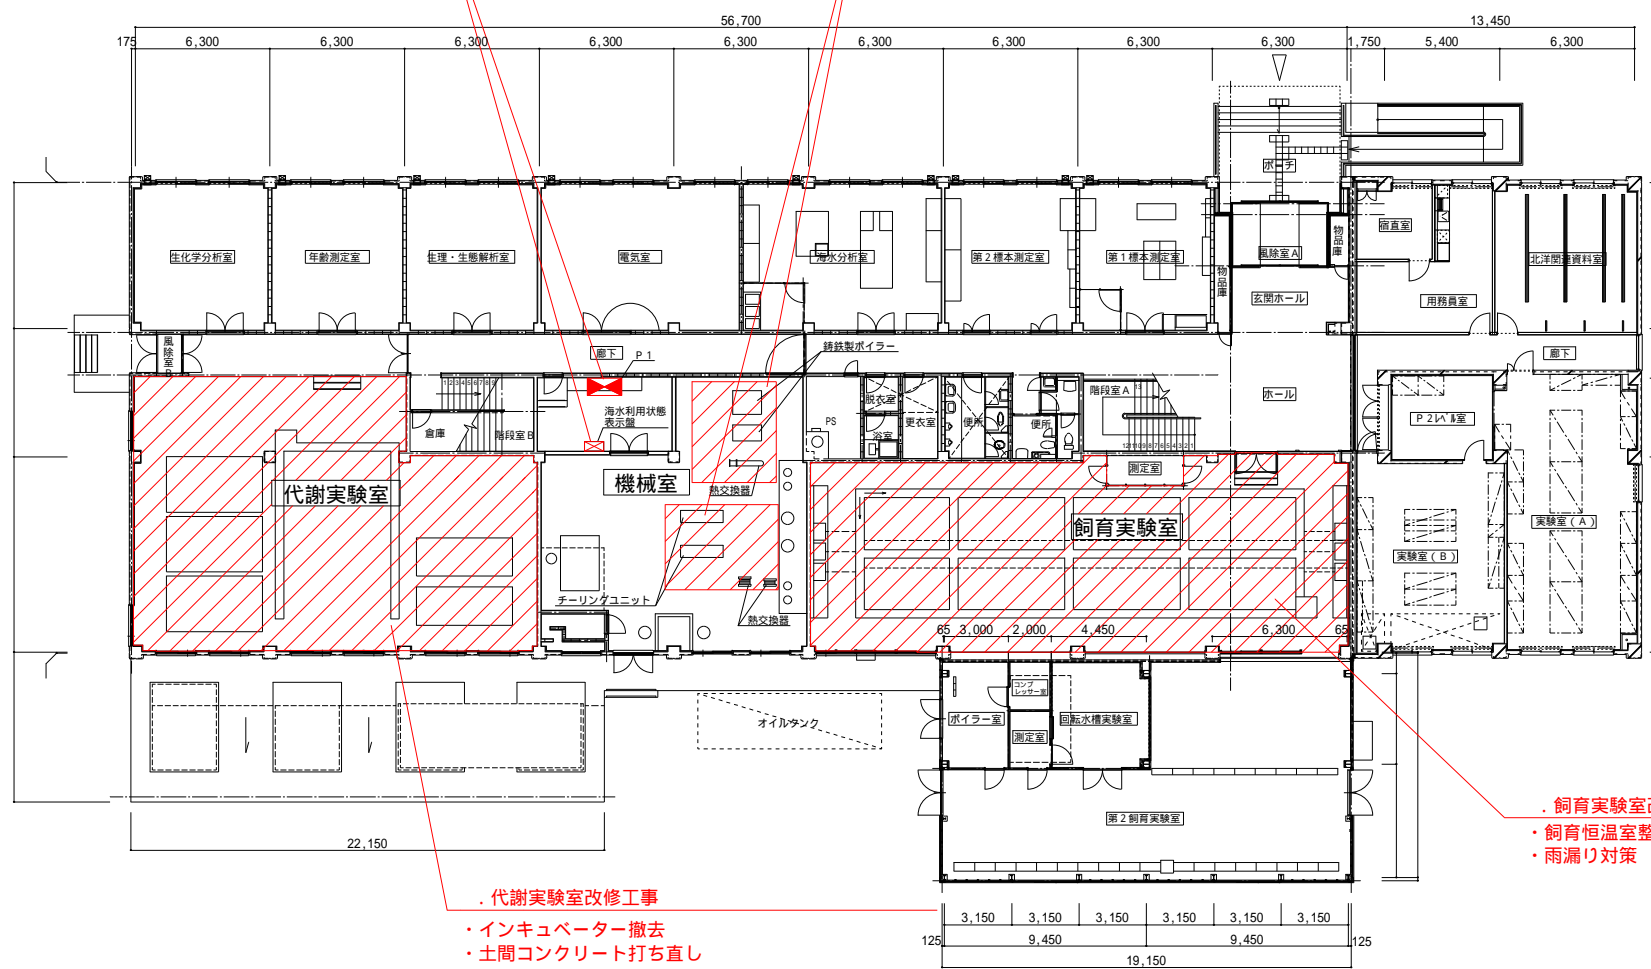 56,700
13,450
175
6,300
6,300
6,300
6,300
6,300
6,300
6,300
6,300
6,300
1,750
5,400
6,300
ポーチ
生化学分析室
年齢測定室
生理・生態解析室
電気室
海水分析室
第2標本測定室
第1標本測定室
物品庫
風除室A
物品庫
玄関ホール
宿直室
用務員室
北洋関連資料室
風除室B
廊下
P1
鋳鉄製ボイラー
廊下
海水利用状態
表示盤
倉庫
階段室B
PS
脱衣室
浴室
更衣室
便所
便所
階段室A
ホール
P2レベル室
測定室
代謝実験室
機械室
熱交換器
飼育実験室
実験室(A)
実験室(B)
チーリングユニット
熱交換器
65
3,000
2,000
4,450
6,300
65
オイルタンク
ボイラー室
コンプ
レッサー室
測定室
回転水槽実験室
第2飼育実験室
22,150
.飼育実験室
・飼育恒温室整
・雨漏り対策
.代謝実験室改修工事
・インキュベーター撤去
・土間コンクリート打ち直し
3,150
3,150
3,150
3,150
3,150
3,150
125
9,450
9,450
125
19,150